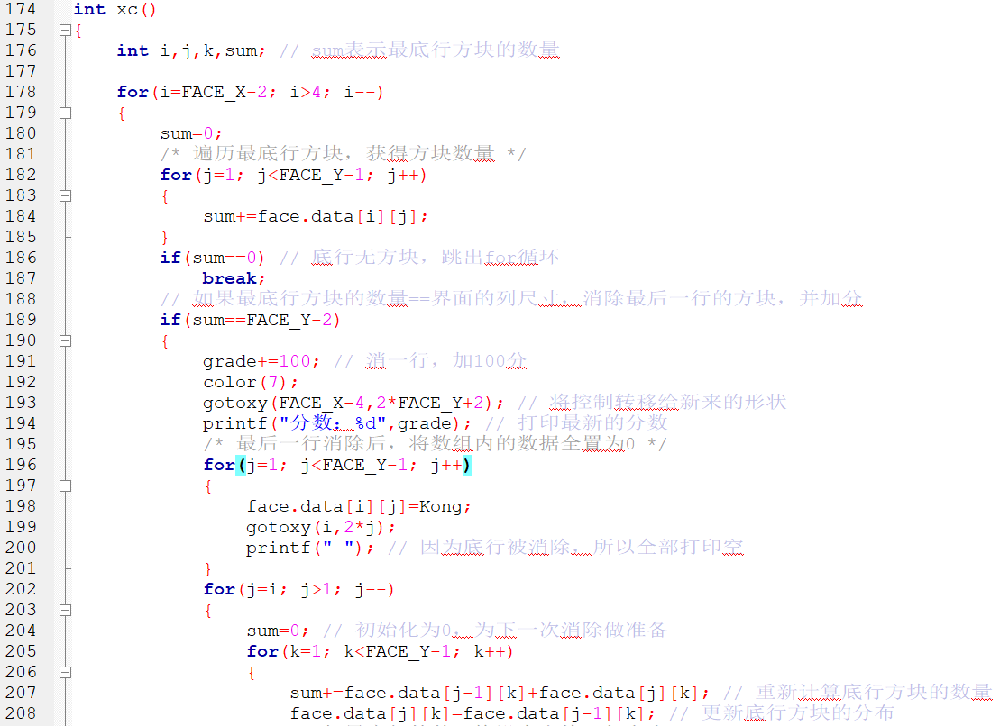 174 int xc()
175 {
176 int i,j,k,sum; // sum表示最底行方块的数量
177
178 for(i=FACE_X-2; i>4; i--)
179 {
180 sum=0;
181 /* 遍历最底行方块，获得方块数量 */
182 for(j=1; j<FACE_Y-1; j++)
183 {
184 sum+=face.data[i][j];
185 }
186 if(sum==0) // 底行无方块，跳出for循环
187 break;
188 // 如果最底行方块的数量==界面的列尺寸，消除最后一行的方块，并加分
189 if(sum==FACE_Y-2)
190 {
191 grade+=100; // 消一行，加100分
192 color(7);
193 gotoxy(FACE_X-4,2*FACE_Y+2); // 将控制转移给新来的形状
194 printf("分数：%d",grade); // 打印最新的分数
195 /* 最后一行消除后，将数组内的数据全置为0 */
196 for(j=1; j<FACE_Y-1; j++)
197 {
198 face.data[i][j]=Kong;
199 gotoxy(i,2*j);
200 printf(" "); // 因为底行被消除，所以全部打印空
201 }
202 for(j=i; j>1; j--)
203 {
204 sum=0; // 初始化为0，为下一次消除做准备
205 for(k=1; k<FACE_Y-1; k++)
206 {
207 sum+=face.data[j-1][k]+face.data[j][k]; // 重新计算底行方块的数量
208 face.data[j][k]=face.data[j-1][k]; // 更新底行方块的分布